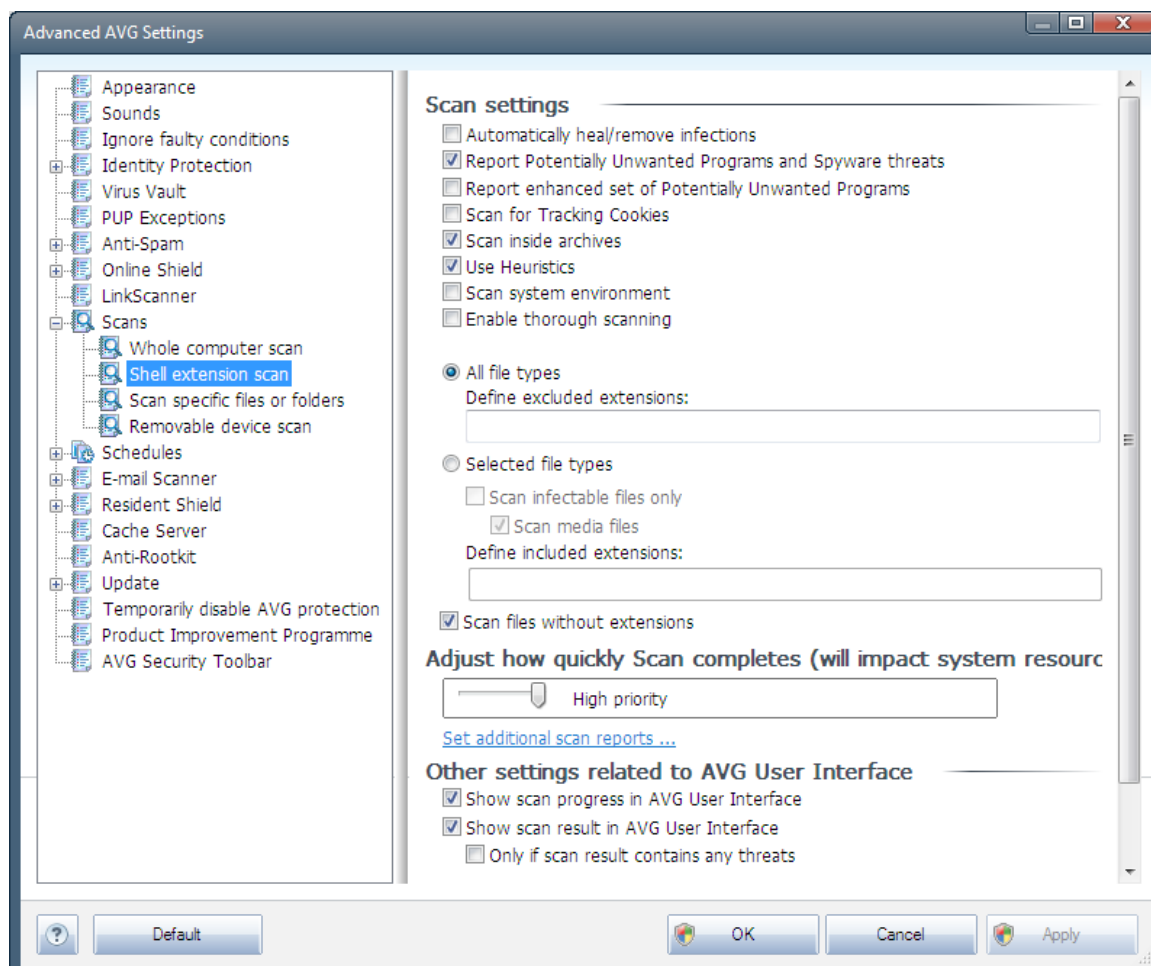 Advanced AVG Settings
Appearance
Sounds
Ignore faulty conditions
Identity Protection
Virus Vault
PUP Exceptions
Anti-Spam
Online Shield
LinkScanner
Scans
Whole computer scan
Shell extension scan
Scan specific files or folders
Removable device scan
Schedules
E-mail Scanner
Resident Shield
Cache Server
Anti-Rootkit
Update
Temporarily disable AVG protection
Product Improvement Programme
AVG Security Toolbar
Scan settings
Automatically heal/remove infections
Report Potentially Unwanted Programs and Spyware threats
Report enhanced set of Potentially Unwanted Programs
Scan for Tracking Cookies
Scan inside archives
Use Heuristics
Scan system environment
Enable thorough scanning
All file types
Define excluded extensions:
Selected file types
Scan infectable files only
Scan media files
Define included extensions:
Scan files without extensions
Adjust how quickly Scan completes (will impact system resourc
High priority
Set additional scan reports ...
Other settings related to AVG User Interface
Show scan progress in AVG User Interface
Show scan result in AVG User Interface
Only if scan result contains any threats
? Default OK Cancel Apply